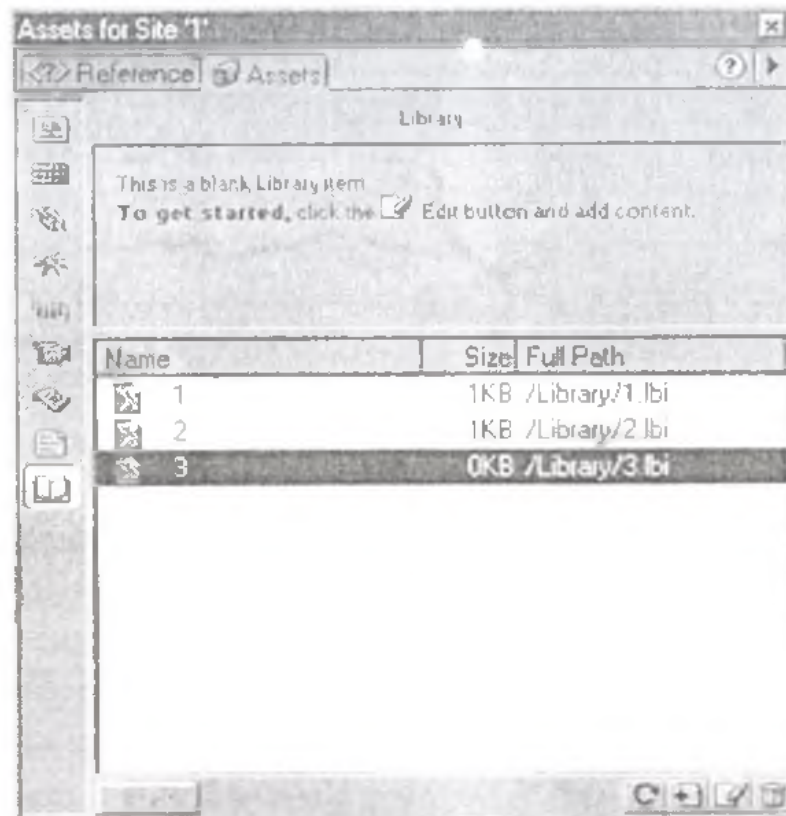 Assets for Site '1'
<?> Reference Assets ?
Library
This is a blank Library item
To get started, click the Edit button and add content.
Name Size Full Path
1 1KB /Library/1.lbi
2 1KB /Library/2.lbi
3 0KB /Library/3.lbi